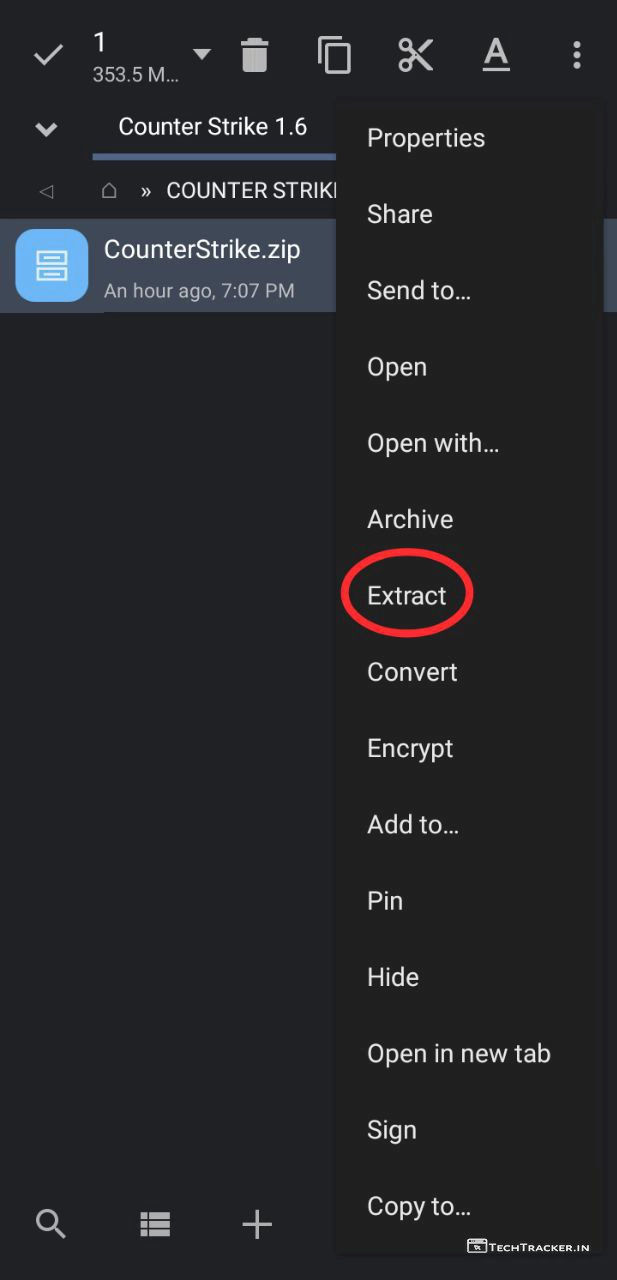 1
353.5 M...
A
Counter Strike 1.6
» COUNTER STRIK
CounterStrike.zip
An hour ago, 7:07 PM
Properties
Share
Send to...
Open
Open with...
Archive
Extract
Convert
Encrypt
Add to...
Pin
Hide
Open in new tab
Sign
Copy to...
TECHTRACKER.IN